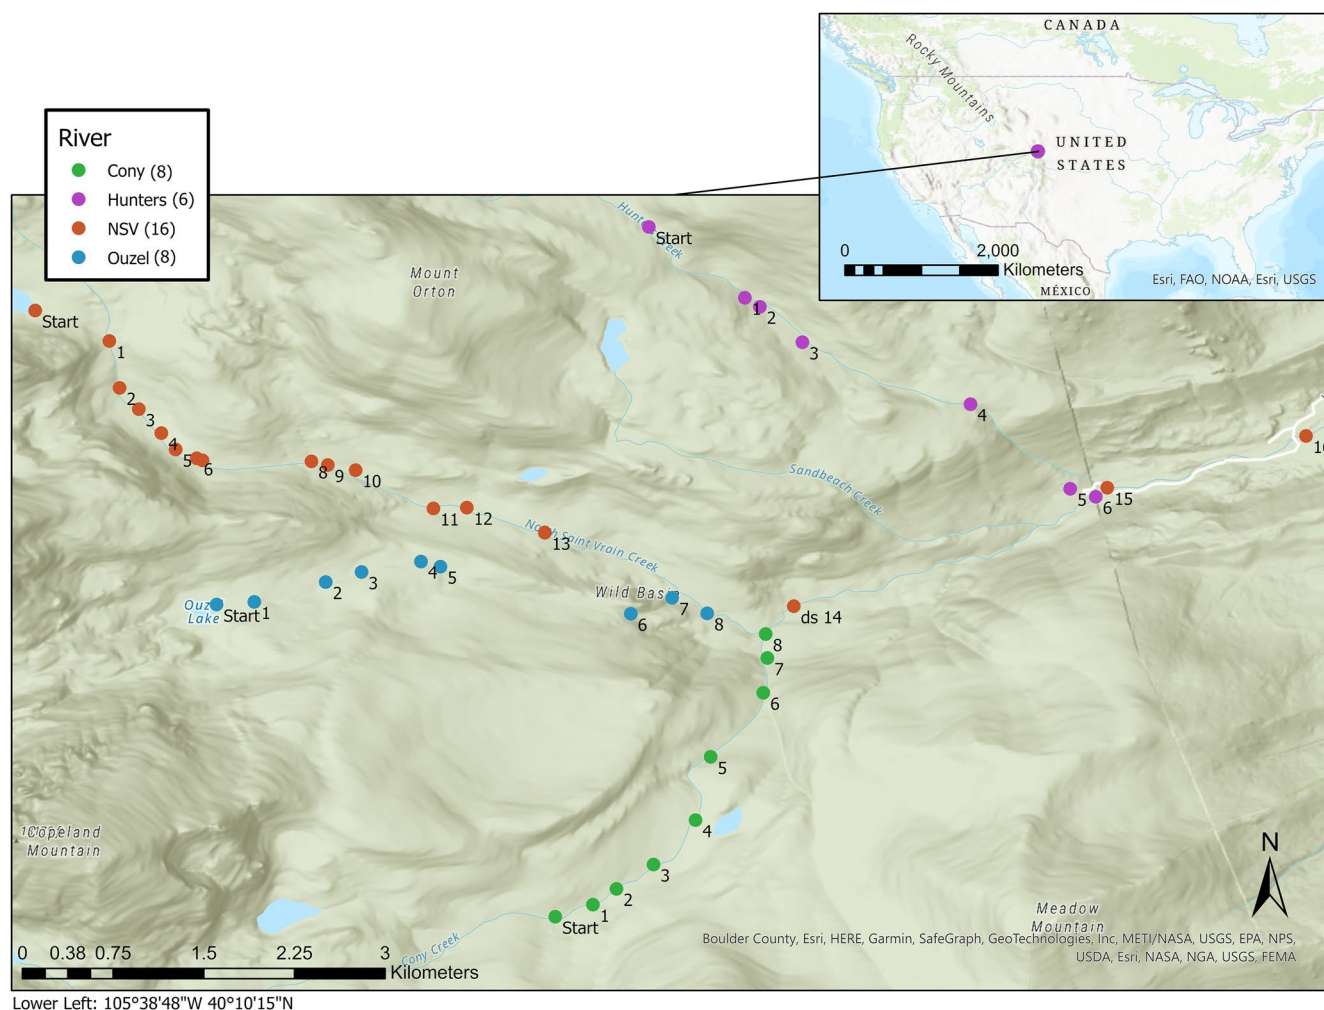 River
Cony (8)
Hunters (6)
NSV (16)
Ouzel (8)
CANADA
Rocky Mountains
UNITED
STATES
0 2,000
Kilometers
MÉXICO
Esri, FAO, NOAA, Esri, USGS
Start
Mount
Orton
Start
1
2
3
4
5
6
8
9
10
11
12
13
ds 14
15
1
2
3
4
5
6
Sandbeach Creek
Saint Vrain Creek
Wild
Lake
Start
1
2
3
4
5
6
7
8
8
7
6
5
4
3
2
1
Start
Cony Creek
Copeland
Mountain
Meadow
Mountain
N
Boulder County, Esri, HERE, Garmin, SafeGraph, GeoTechnologies, Inc, METI/NASA, USGS, EPA, NPS,
USDA, Esri, NASA, NGA, USGS, FEMA
0 0.38 0.75 1.5 2.25 3
Kilometers
Lower Left: 105°38'48"W 40°10'15"N